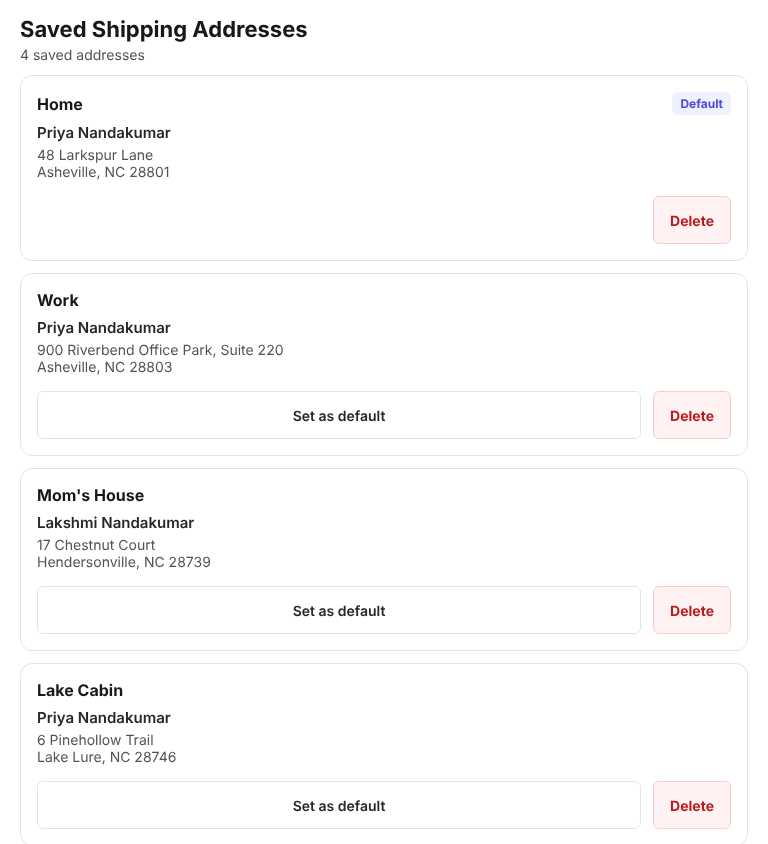 Saved Shipping Addresses
4 saved addresses
Home
Default
Priya Nandakumar
48 Larkspur Lane
Asheville, NC 28801
Delete
Work
Priya Nandakumar
900 Riverbend Office Park, Suite 220
Asheville, NC 28803
Set as default
Delete
Mom's House
Lakshmi Nandakumar
17 Chestnut Court
Hendersonville, NC 28739
Set as default
Delete
Lake Cabin
Priya Nandakumar
6 Pinehollow Trail
Lake Lure, NC 28746
Set as default
Delete